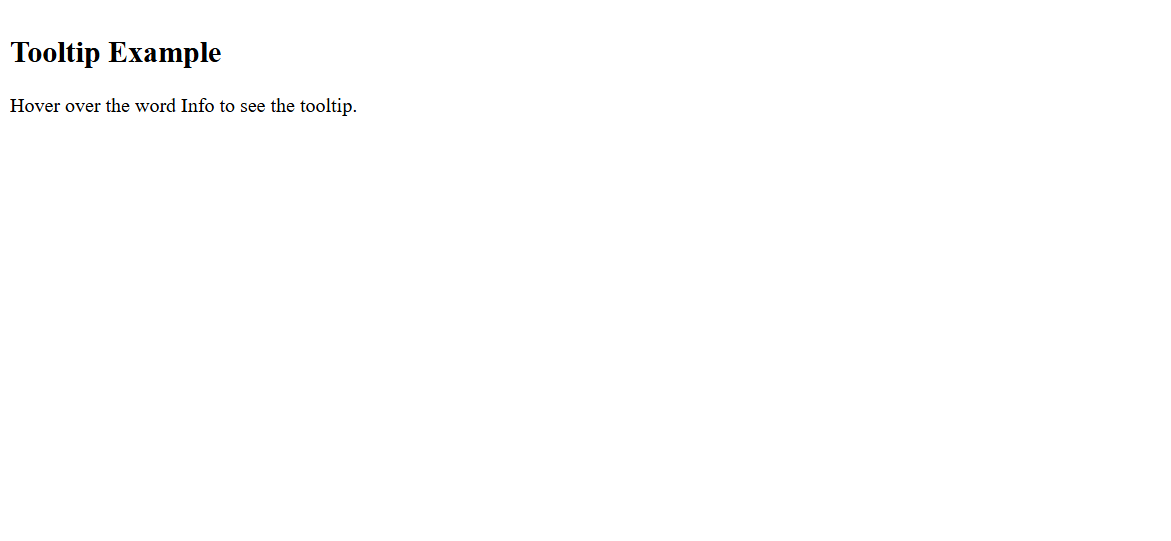 Tooltip Example
Hover over the word Info to see the tooltip.